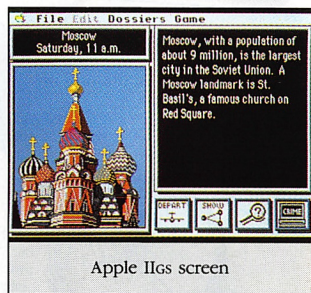 File Edit Dossiers Game
Moscow
Saturday, 11 a.m.
Moscow, with a population of
about 9 million, is the largest
city in the Soviet Union. A
Moscow landmark is St.
Basil's, a famous church on
Red Square.
DEPART SHOW CRIME
Apple IIGS screen